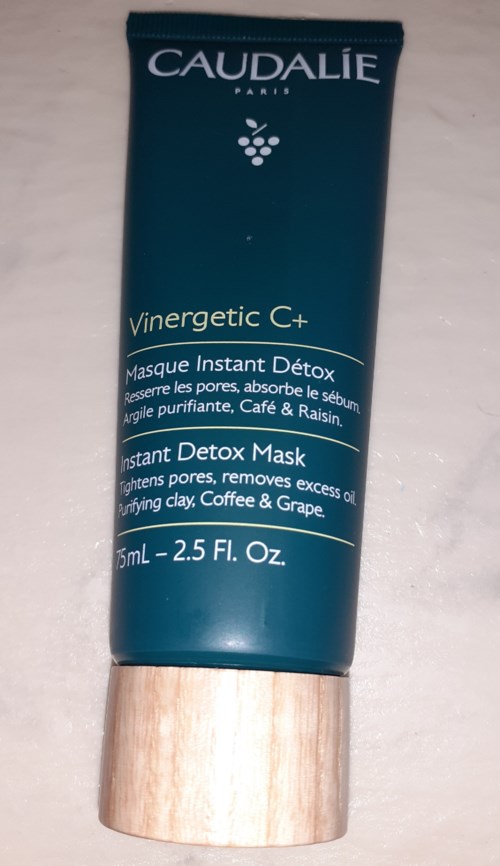 CAUDALÍE
PARIS
Vinergetic C+
Masque Instant Détox
Resserre les pores, absorbe le sébum.
Argile purifiante, Café & Raisin.
Instant Detox Mask
Tightens pores, removes excess oil.
Purifying clay, Coffee & Grape.
75mL – 2.5 Fl. Oz.